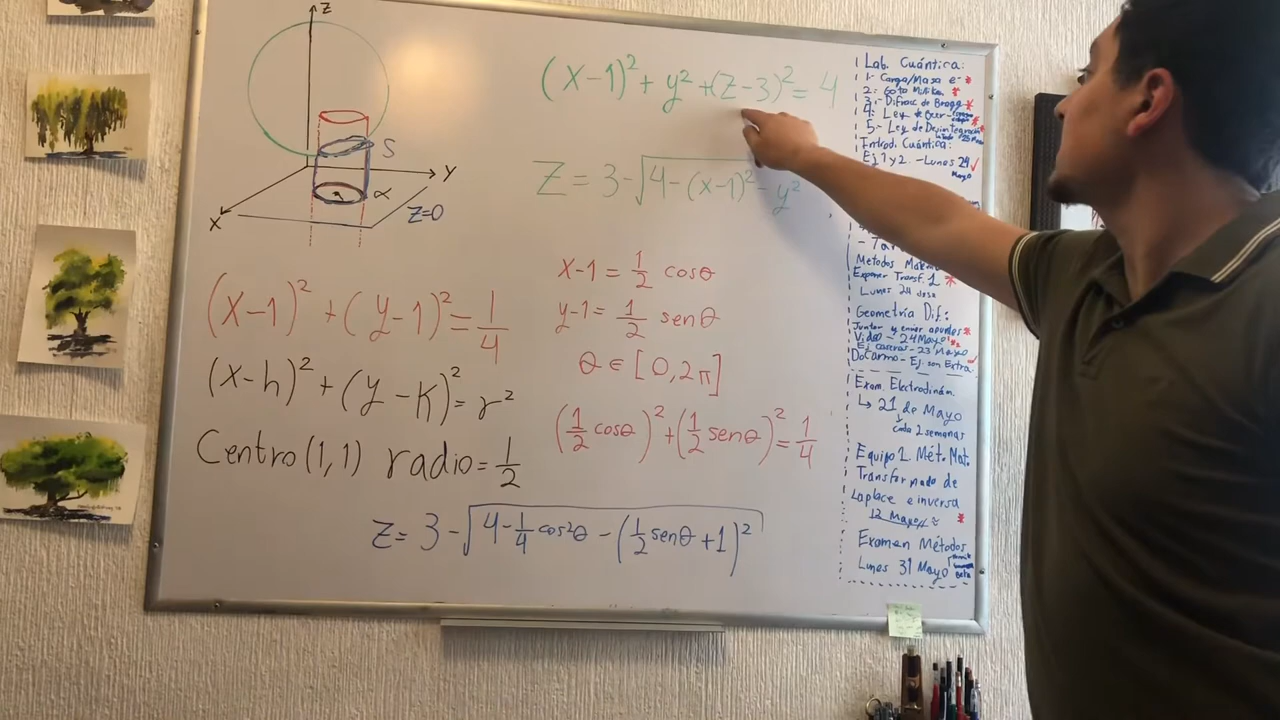 Z
S
Y
α
X
Z=0
(X-1)² + y² + (Z-3)² = 4
Z = 3 - √4 - (x-1)² - y²
X-1 = 1/2 cosθ
y-1 = 1/2 senθ
θ ∈ [0, 2π]
(1/2 cosθ)² + (1/2 senθ)² = 1/4
(X-1)² + (y-1)² = 1/4
(x-h)² + (y-K)² = r²
Centro (1,1) radio = 1/2
Z = 3 - √4 - 1/4 cos²θ - (1/2 senθ + 1)²
Lab. Cuántica:
1- Carga/Masa e- *
2: Gota Milikan *
3.- Difracc de Bragg *
4: Ley de Beer -
5- Ley de Desintegración
Introd. Cuántica:
Ej 1 y 2 - Lunes 24 ✓
Mayo
Exponer Transf. 1 *
Lunes 24
Geometría Dif:
Juntar y enviar apuntes *
Video - 24 Mayo
Ej caseros - 23 Mayo
DoCarmo - Ej son Extra.
Exam. Electrodinám.
↳ 21 de Mayo
cada 2 semanas
Equipo 1. Mét. Mat.
Transformada de
Laplace e inversa
12 Mayo *
Examen Métodos
Lunes 31 Mayo